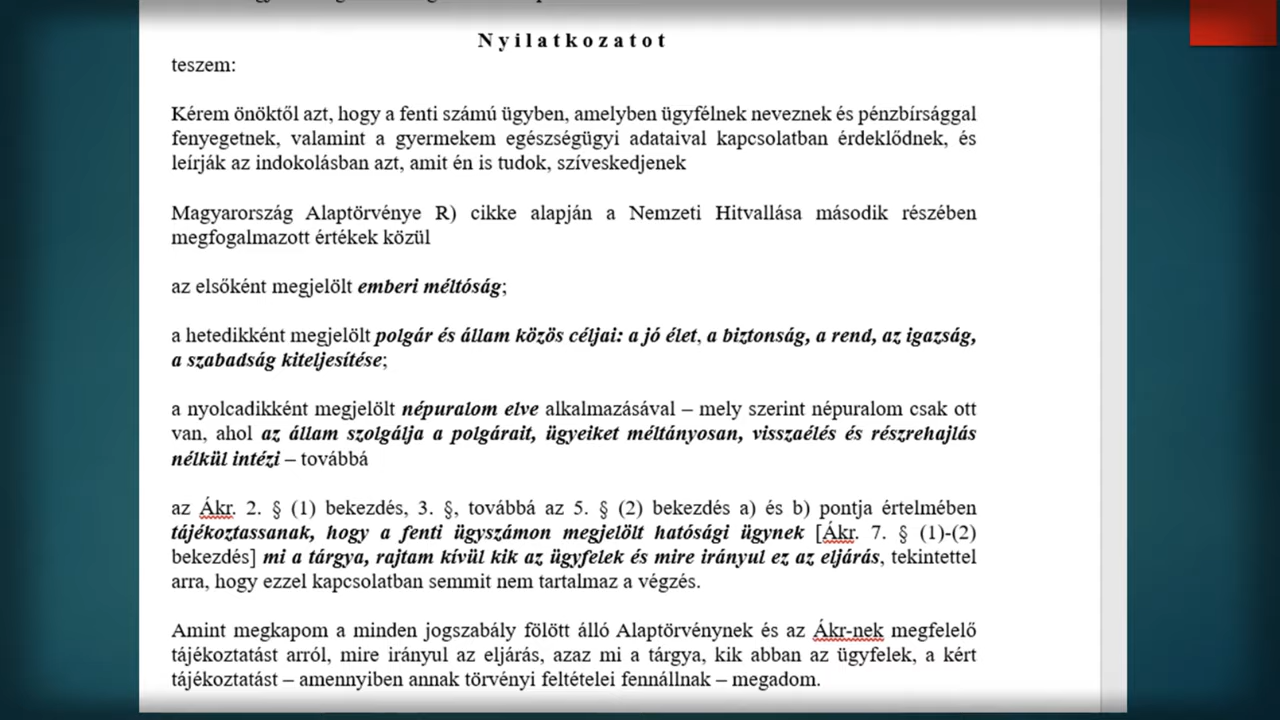 Nyilatkozatot
teszem:
Kérem önöktől azt, hogy a fenti számú ügyben, amelyben ügyfélnek neveznek és pénzbírsággal
fenyegetnek, valamint a gyermekem egészségügyi adataival kapcsolatban érdeklődnek, és
leírják az indokolásban azt, amit én is tudok, szíveskedjenek
Magyarország Alaptörvénye R) cikke alapján a Nemzeti Hitvallása második részében
megfogalmazott értékek közül
az elsőként megjelölt emberi méltóság;
a hetedikként megjelölt polgár és állam közös céljai: a jó élet, a biztonság, a rend, az igazság,
a szabadság kiteljesítése;
a nyolcadikként megjelölt népuralom elve alkalmazásával – mely szerint népuralom csak ott
van, ahol az állam szolgálja a polgárait, ügyeiket méltányosan, visszaélés és részrehajlás
nélkül intézi – továbbá
az Ákr. 2. § (1) bekezdés, 3. §, továbbá az 5. § (2) bekezdés a) és b) pontja értelmében
tájékoztassanak, hogy a fenti ügyszámon megjelölt hatósági ügynek [Ákr. 7. § (1)-(2)
bekezdés] mi a tárgya, rajtam kívül kik az ügyfelek és mire irányul ez az eljárás, tekintettel
arra, hogy ezzel kapcsolatban semmit nem tartalmaz a végzés.
Amint megkapom a minden jogszabály fölött álló Alaptörvénynek és az Ákr-nek megfelelő
tájékoztatást arról, mire irányul az eljárás, azaz mi a tárgya, kik abban az ügyfelek, a kért
tájékoztatást – amennyiben annak törvényi feltételei fennállnak – megadom.